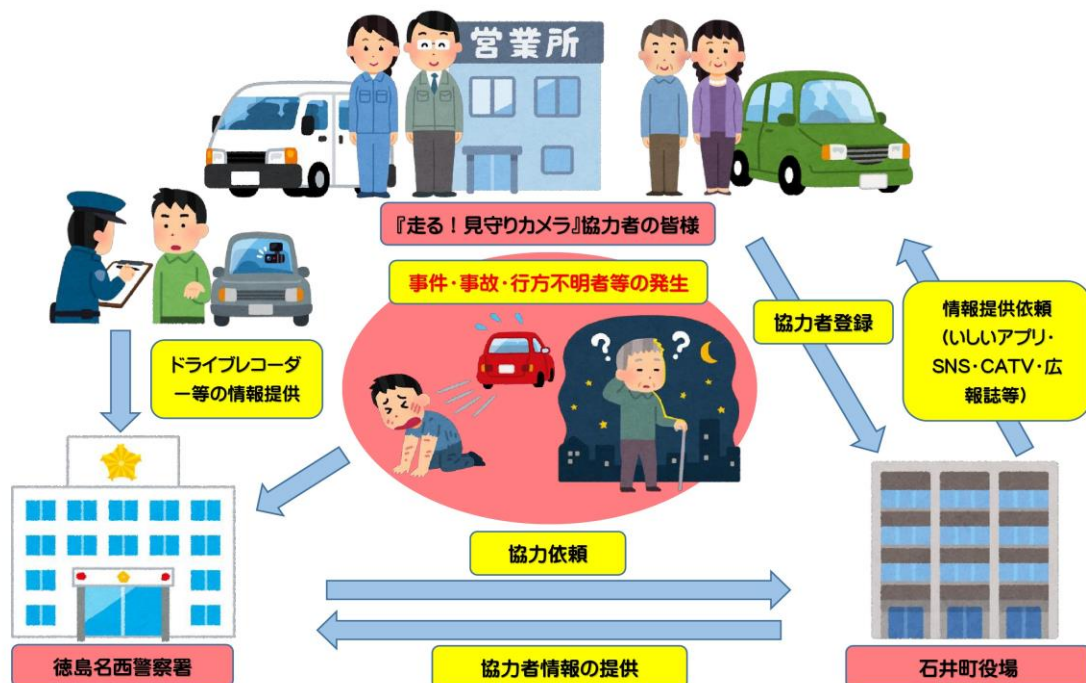 営業所
『走る！見守りカメラ』協力者の皆様
事件・事故・行方不明者等の発生
協力者登録
情報提供依頼
(いしいアプリ・
SNS・CATV・広
報誌等)
ドライブレコーダ
ー等の情報提供
? ?
協力依頼
協力者情報の提供
徳島名西警察署
石井町役場